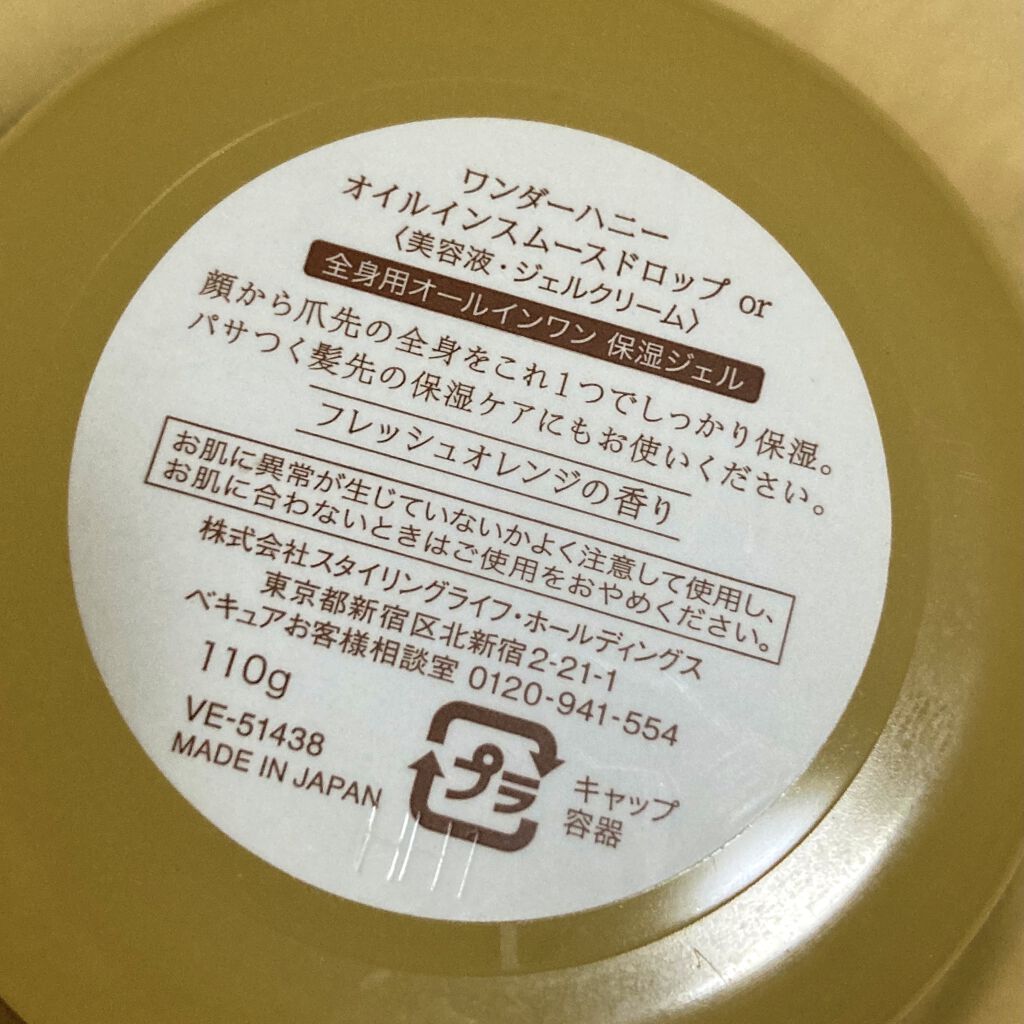 ワンダーハニー
オイルインスムースドロップ or
〈美容液・ジェルクリーム〉
全身用オールインワン 保湿ジェル
顔から爪先の全身をこれ1つでしっかり保湿。
パサつく髪先の保湿ケアにもお使いください。
フレッシュオレンジの香り
お肌に異常が生じていないかよく注意して使用し、
お肌に合わないときはご使用をおやめください。
株式会社スタイリングライフ・ホールディングス
東京都新宿区北新宿2-21-1
ベキュアお客様相談室 0120-941-554
110g
VE-51438
MADE IN JAPAN
プラ
キャップ
容器